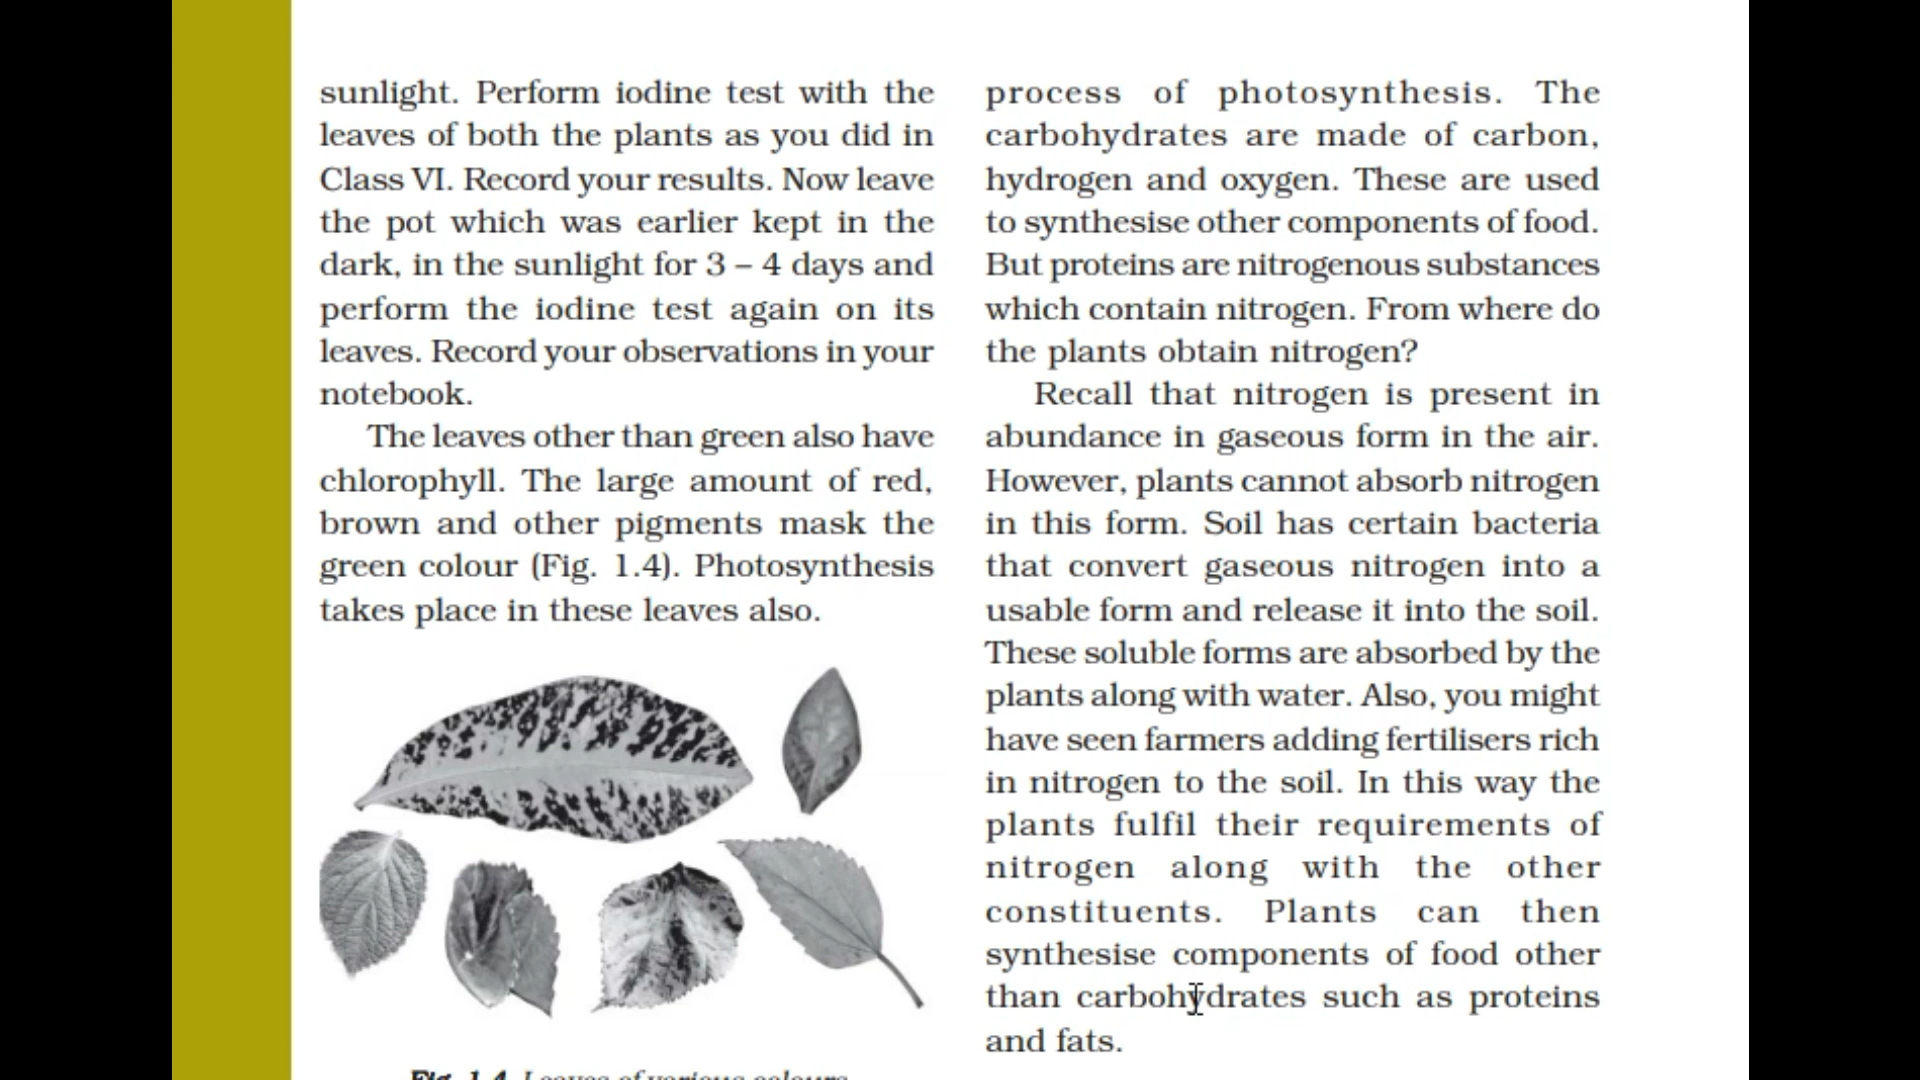 sunlight. Perform iodine test with the
leaves of both the plants as you did in
Class VI. Record your results. Now leave
the pot which was earlier kept in the
dark, in the sunlight for 3 – 4 days and
perform the iodine test again on its
leaves. Record your observations in your
notebook.
The leaves other than green also have
chlorophyll. The large amount of red,
brown and other pigments mask the
green colour (Fig. 1.4). Photosynthesis
takes place in these leaves also.
Fig. 1.4 Leaves of various colours
process of photosynthesis. The
carbohydrates are made of carbon,
hydrogen and oxygen. These are used
to synthesise other components of food.
But proteins are nitrogenous substances
which contain nitrogen. From where do
the plants obtain nitrogen?
Recall that nitrogen is present in
abundance in gaseous form in the air.
However, plants cannot absorb nitrogen
in this form. Soil has certain bacteria
that convert gaseous nitrogen into a
usable form and release it into the soil.
These soluble forms are absorbed by the
plants along with water. Also, you might
have seen farmers adding fertilisers rich
in nitrogen to the soil. In this way the
plants fulfil their requirements of
nitrogen along with the other
constituents. Plants can then
synthesise components of food other
than carbohydrates such as proteins
and fats.